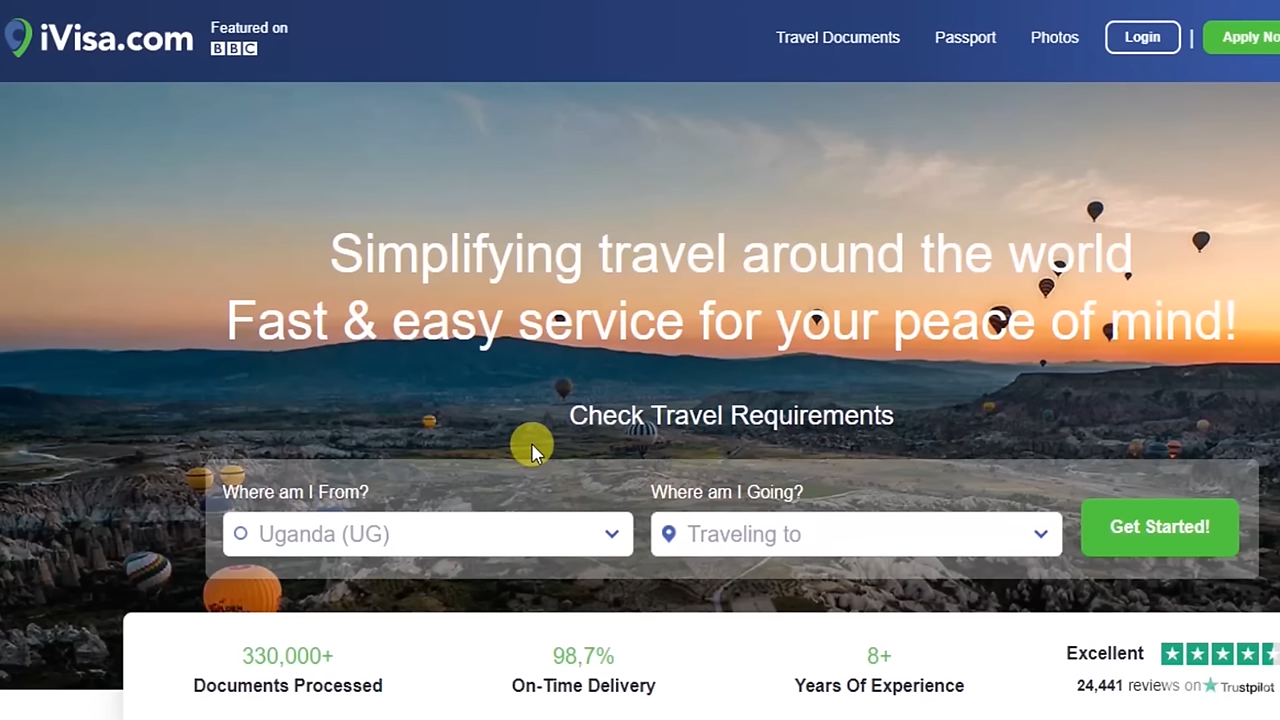 iVisa.com
Featured on
BBC
Travel Documents
Passport
Photos
Login
|
Apply No
Simplifying travel around the world
Fast & easy service for your peace of mind!
Check Travel Requirements
Where am I From?
Where am I Going?
Uganda (UG)
Traveling to
Get Started!
330,000+
Documents Processed
98,7%
On-Time Delivery
8+
Years Of Experience
Excellent
24,441 reviews on Trustpilot